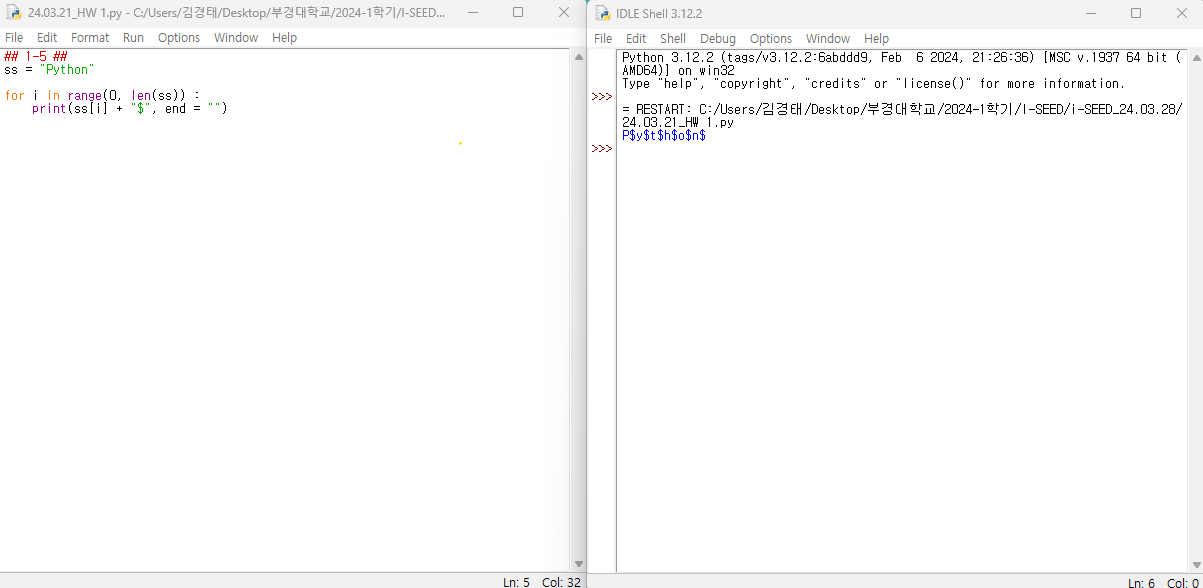 24.03.21_HW 1.py - C:/Users/김경태/Desktop/부경대학교/2024-1학기/I-SEED...
File Edit Format Run Options Window Help
## 1-5 ##
ss = "Python"
for i in range(0, len(ss)) :
    print(ss[i] + "$", end = "")
Ln: 5 Col: 32
IDLE Shell 3.12.2
File Edit Shell Debug Options Window Help
Python 3.12.2 (tags/v3.12.2:6abddd9, Feb  6 2024, 21:26:36) [MSC v.1937 64 bit (
AMD64)] on win32
Type "help", "copyright", "credits" or "license()" for more information.
>>>
= RESTART: C:/Users/김경태/Desktop/부경대학교/2024-1학기/I-SEED/i-SEED_24.03.28/
24.03.21_HW 1.py
P$y$t$h$o$n$
>>>
Ln: 6 Col: 0